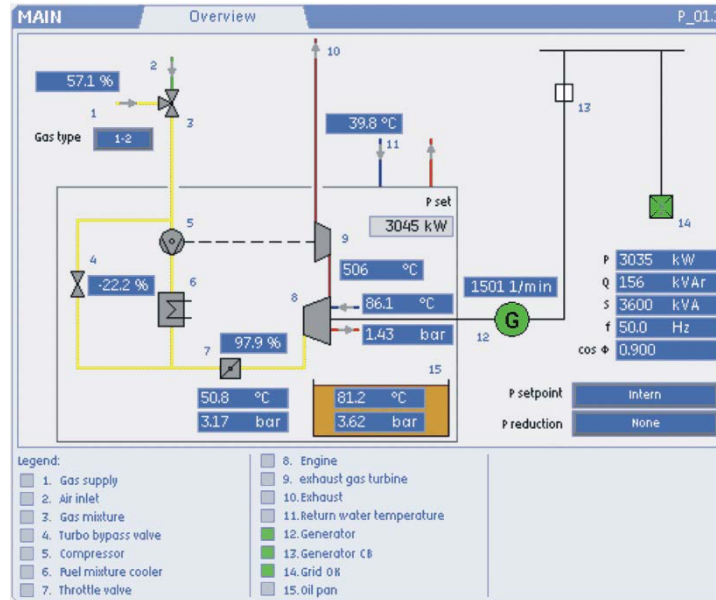 MAIN Overview P_01.
10
2
57.1 %
1
3
13
Gas type 1-2
39.8 °C
11
14
P set
3045 kW
5
9
4
506 °C
-22.2 %
6
8
86.1 °C
1501 1/min
1.43 bar
12
G
P 3035 kW
Q 156 kVAr
S 3600 kVA
f 50.0 Hz
cos Φ 0.900
7
97.9 %
15
50.8 °C
81.2 °C
3.17 bar
3.62 bar
P setpoint Intern
P reduction None
Legend:
1. Gas supply
2. Air inlet
3. Gas mixture
4. Turbo bypass valve
5. Compressor
6. Fuel mixture cooler
7. Throttle valve
8. Engine
9. exhaust gas turbine
10. Exhaust
11. Return water temperature
12. Generator
13. Generator CB
14. Grid OK
15. Oil pan